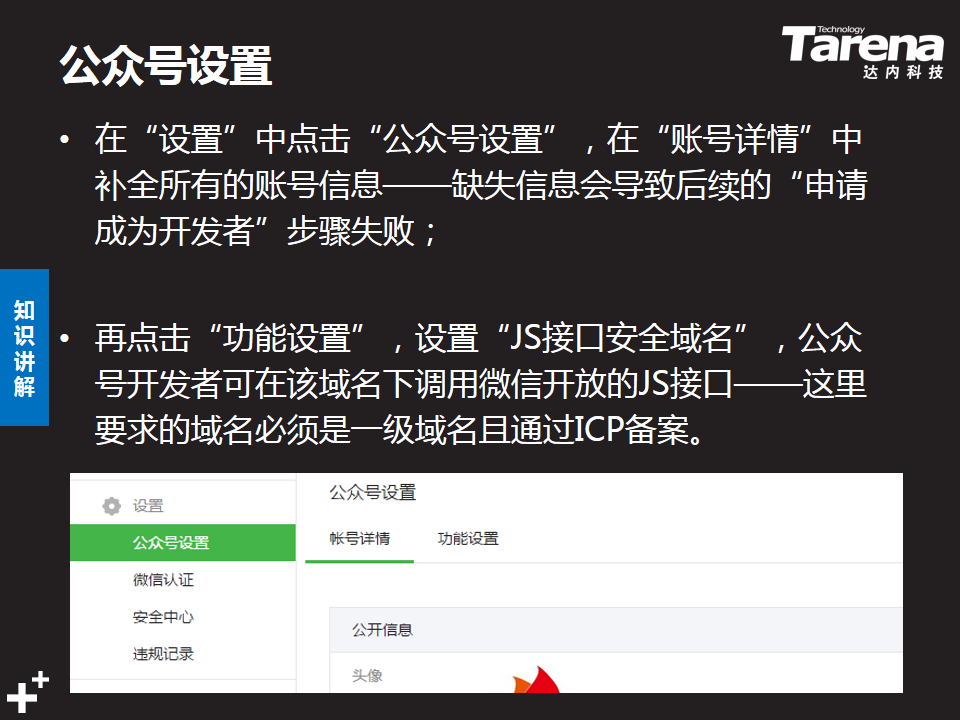 公众号设置
Technology
Tarena
达内科技
• 在“设置”中点击“公众号设置”，在“账号详情”中
补全所有的账号信息——缺失信息会导致后续的“申请
成为开发者”步骤失败；
知识讲解
• 再点击“功能设置”，设置“JS接口安全域名”，公众
号开发者可在该域名下调用微信开放的JS接口——这里
要求的域名必须是一级域名且通过ICP备案。
设置
公众号设置
微信认证
安全中心
违规记录
公众号设置
帐号详情 功能设置
公开信息
头像